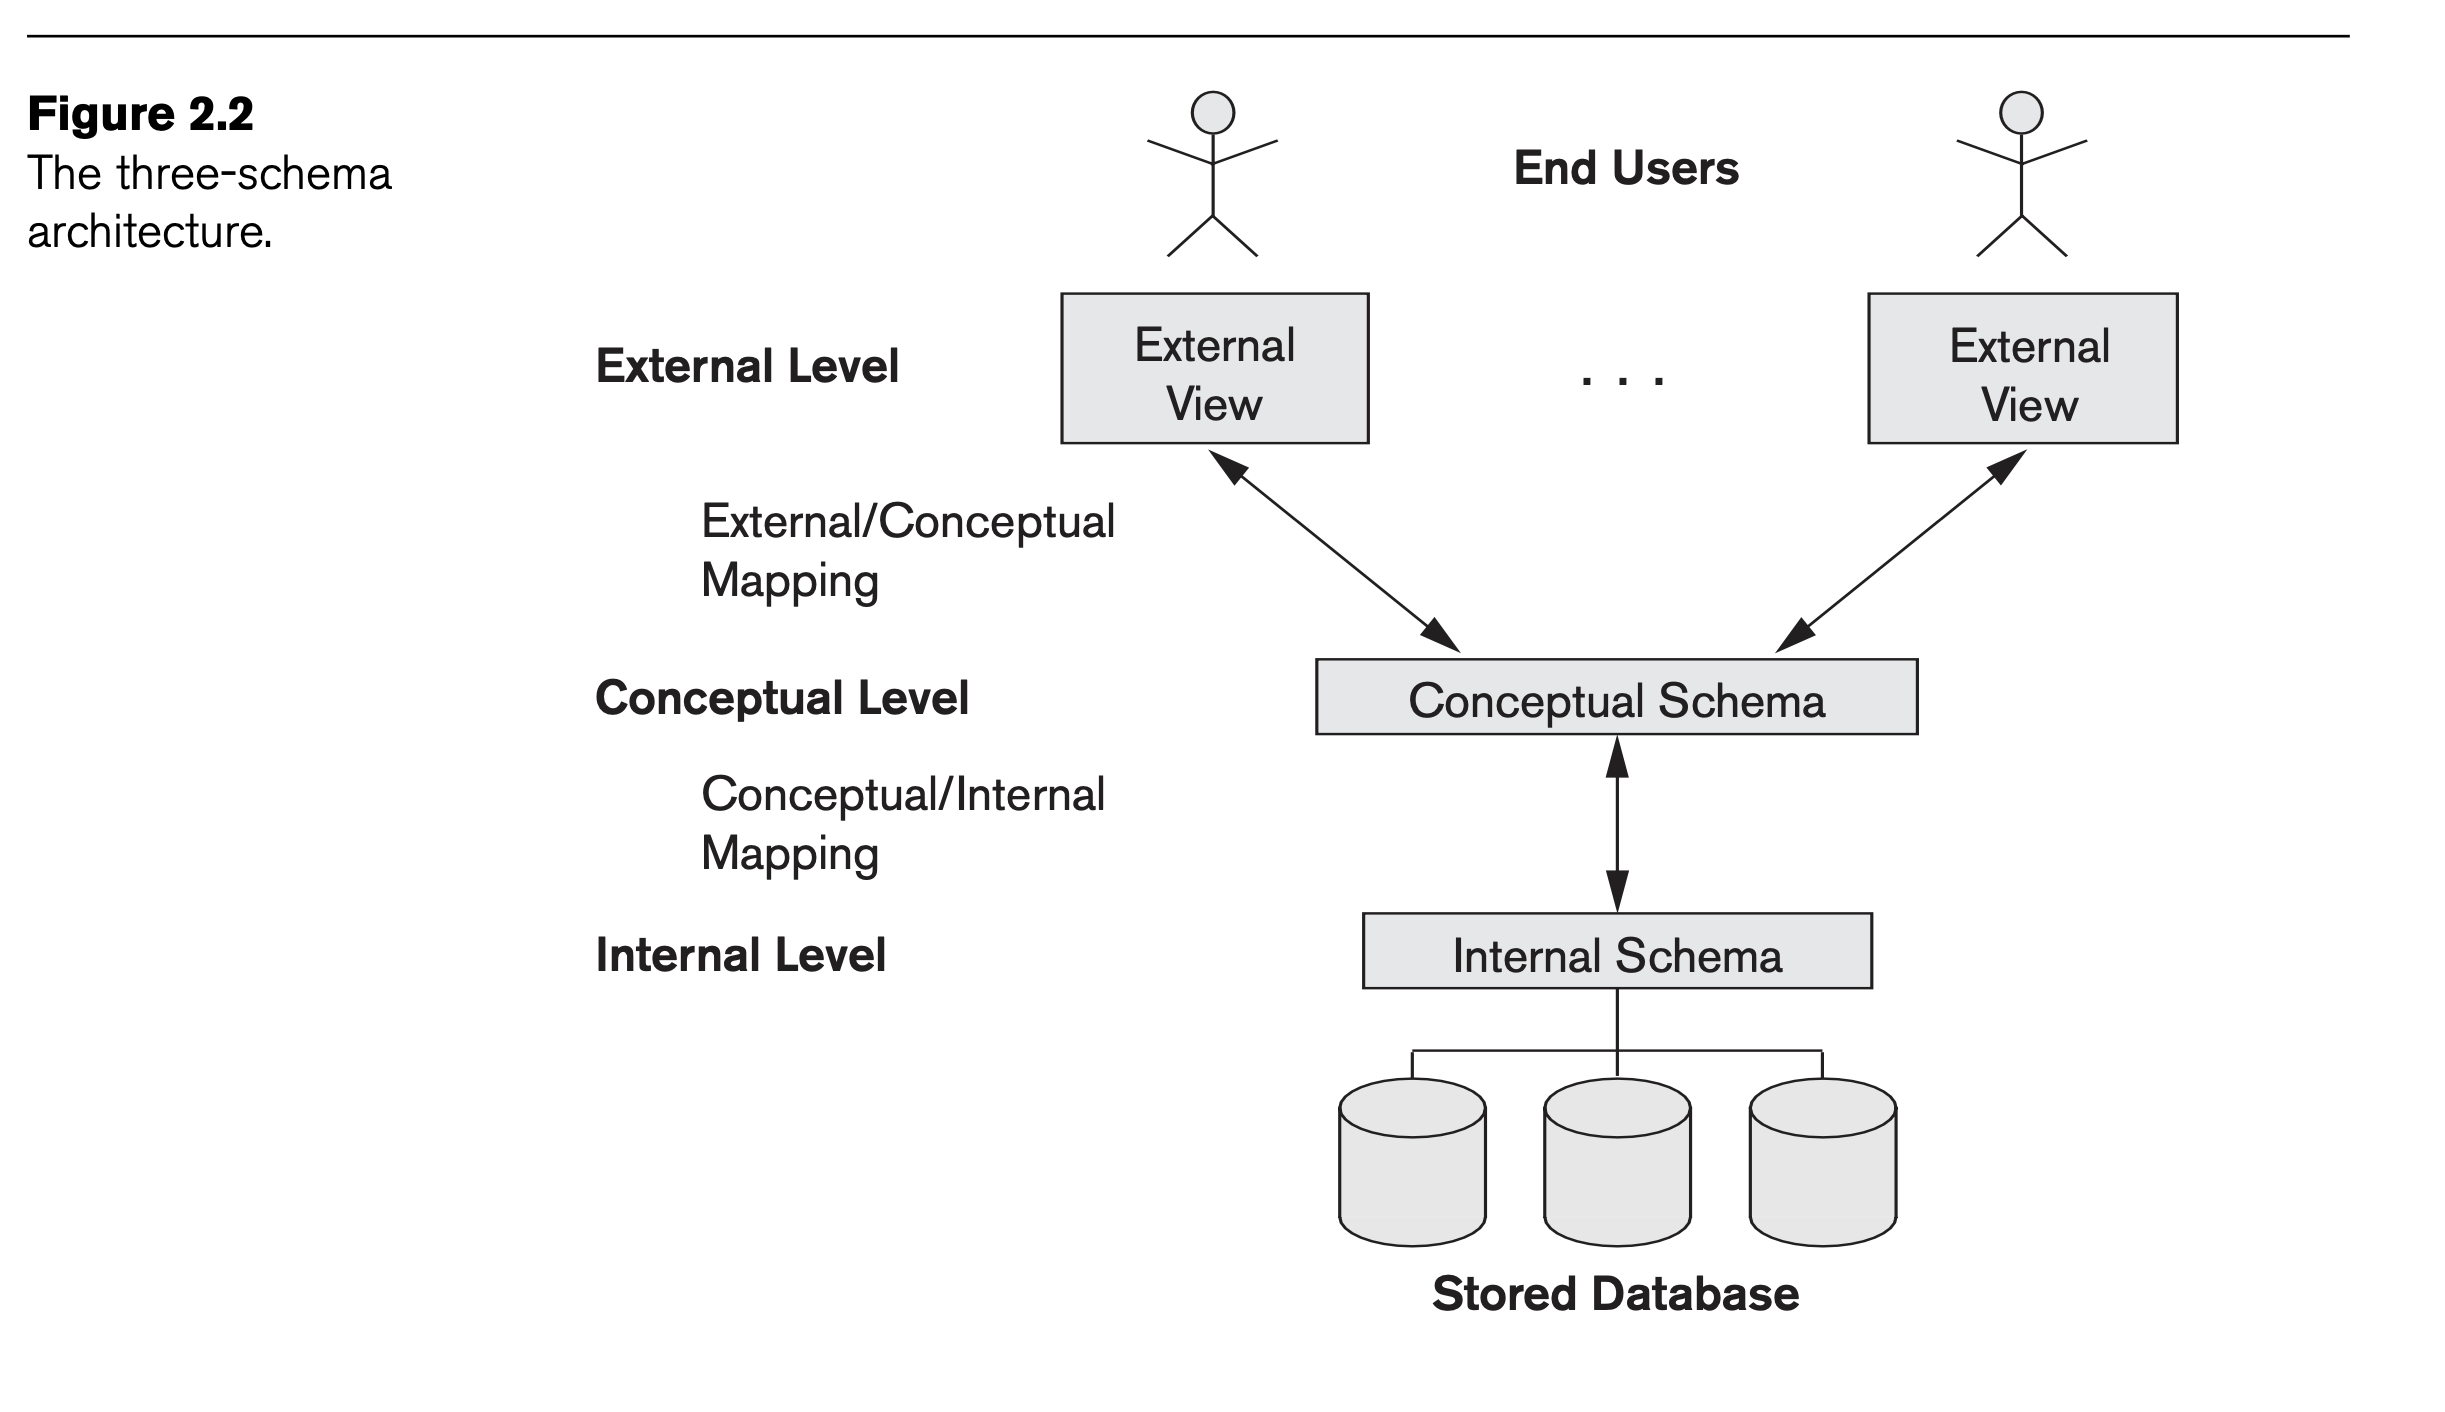 Figure 2.2
The three-schema
architecture.
End Users
External Level
External
View
. . .
External
View
External/Conceptual
Mapping
Conceptual Level
Conceptual Schema
Conceptual/Internal
Mapping
Internal Level
Internal Schema
Stored Database